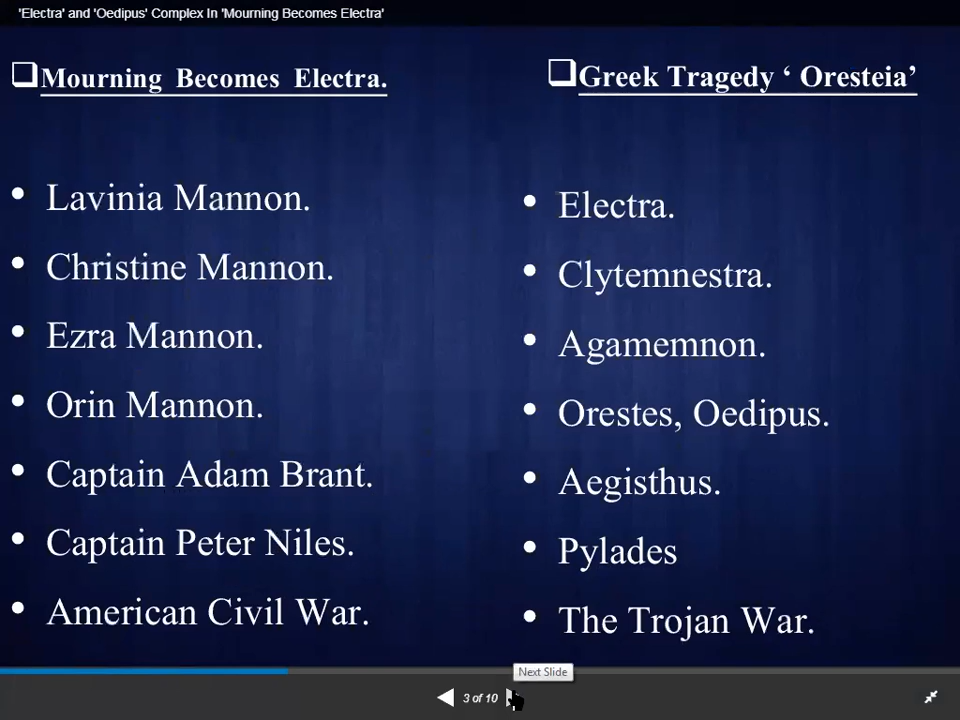 'Electra' and 'Oedipus' Complex In 'Mourning Becomes Electra'
Mourning Becomes Electra.
Lavinia Mannon.
Christine Mannon.
Ezra Mannon.
Orin Mannon.
Captain Adam Brant.
Captain Peter Niles.
American Civil War.
Greek Tragedy ‘ Oresteia’
Electra.
Clytemnestra.
Agamemnon.
Orestes, Oedipus.
Aegisthus.
Pylades
The Trojan War.
Next Slide
3 of 10